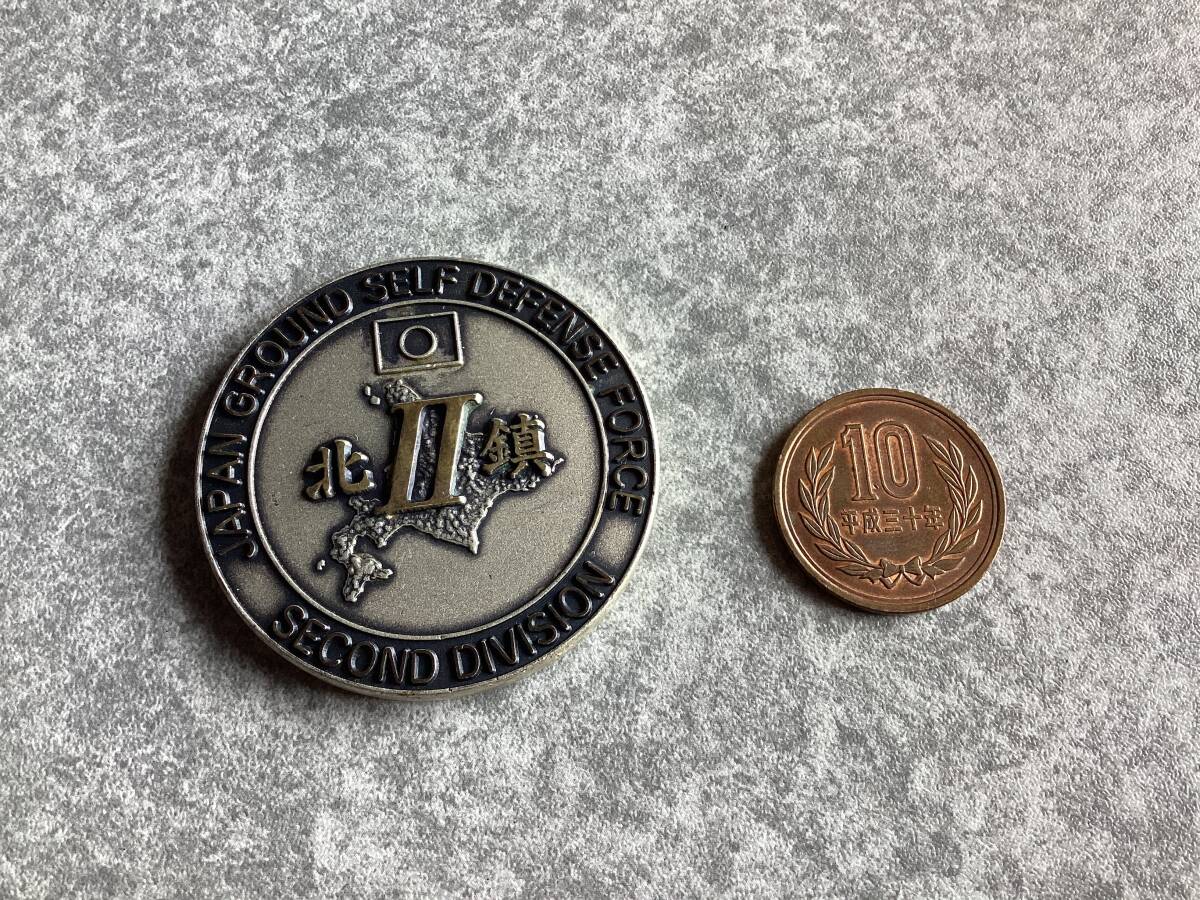 JAPAN GROUND SELF DEFENSE FORCE
北 II 鎮
SECOND DIVISION
10
平成三十年